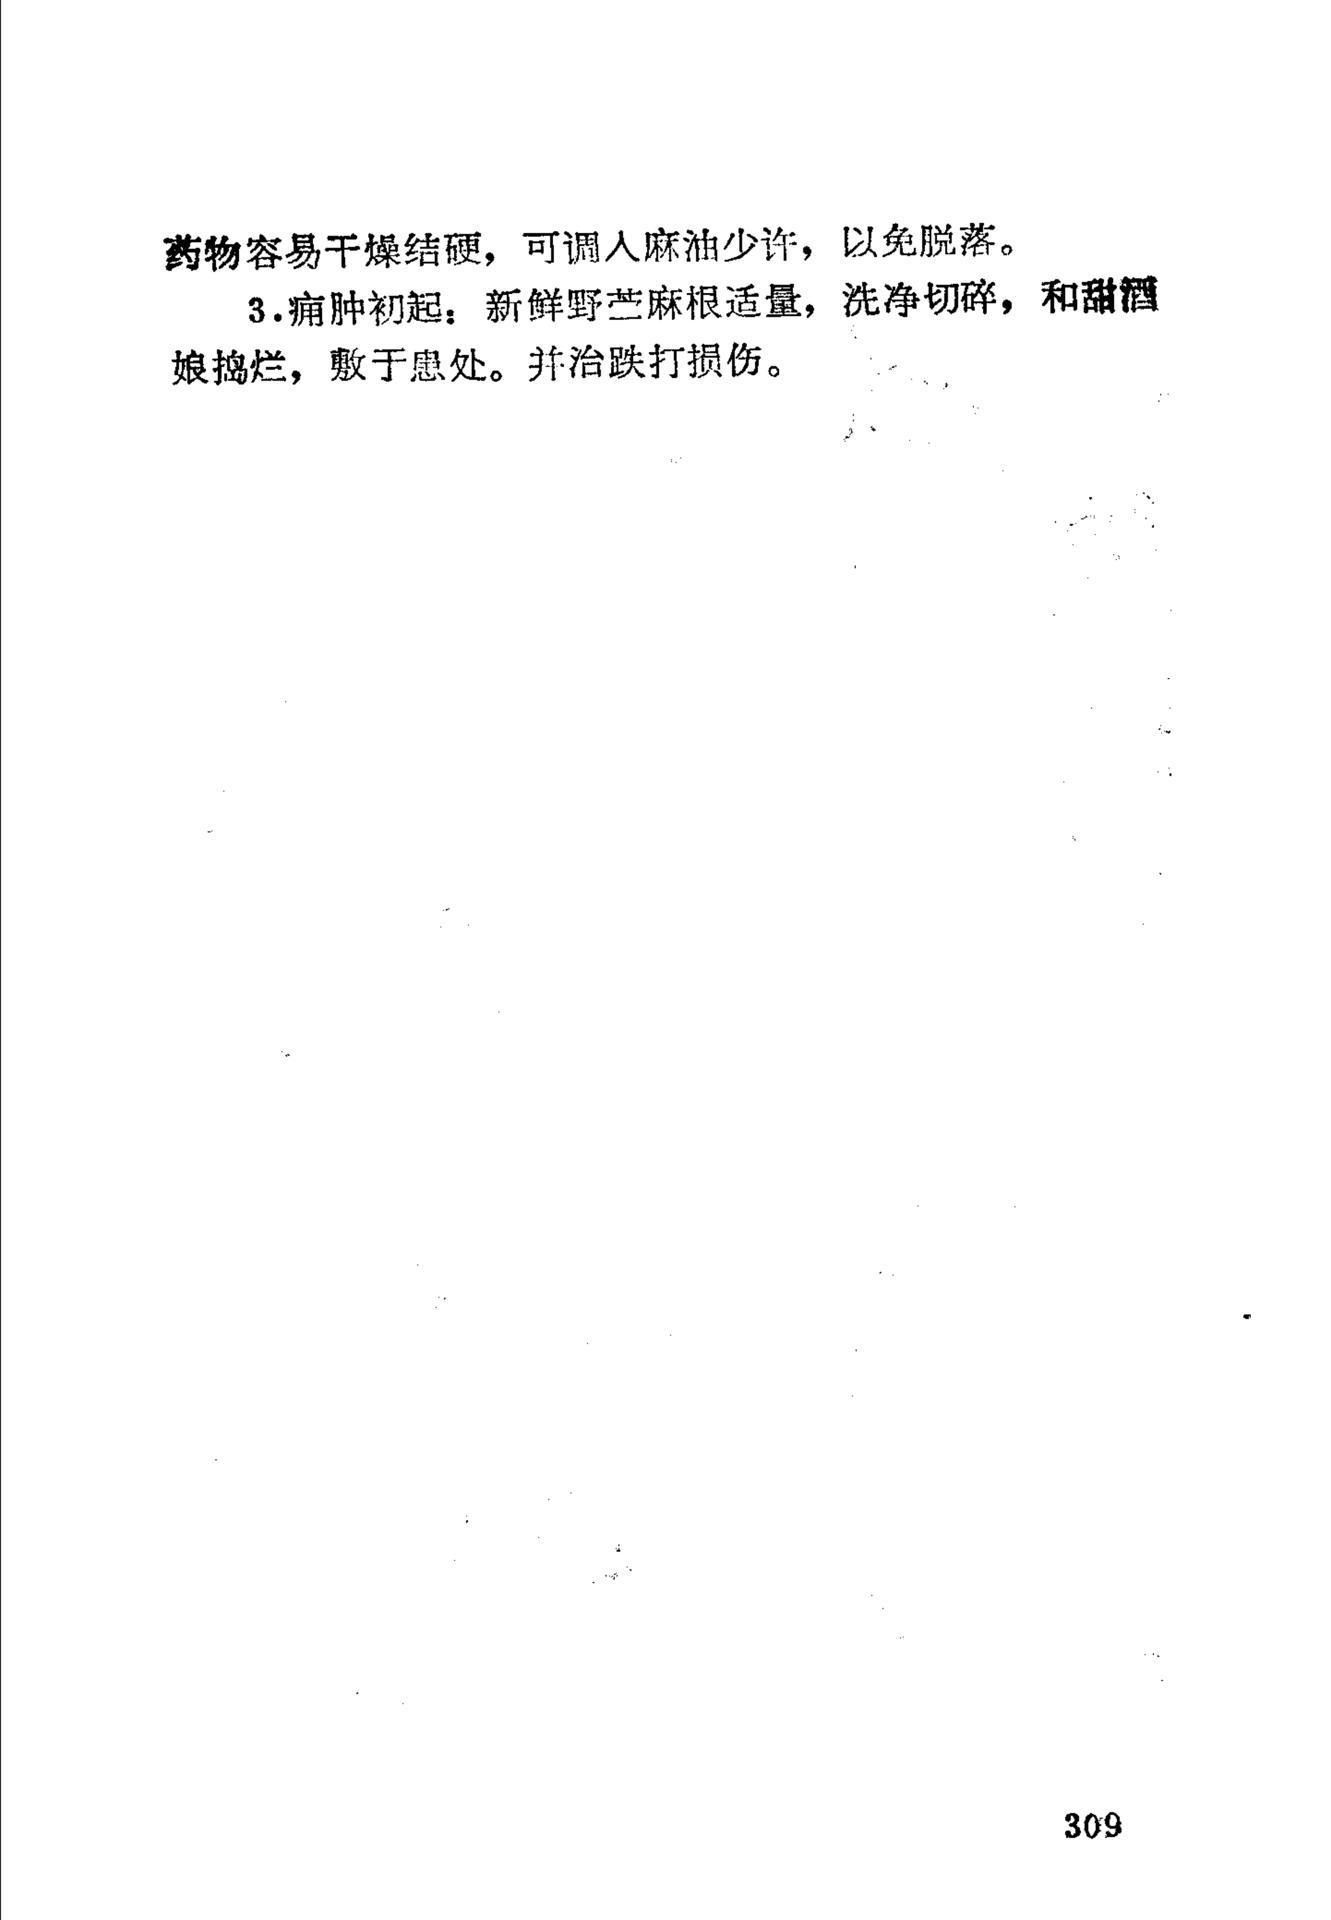 药物容易干燥结硬，可调入麻油少许，以免脱落。
3.痈肿初起：新鲜野苎麻根适量，洗净切碎，和甜酒
娘捣烂，敷于患处。并治跌打损伤。
309